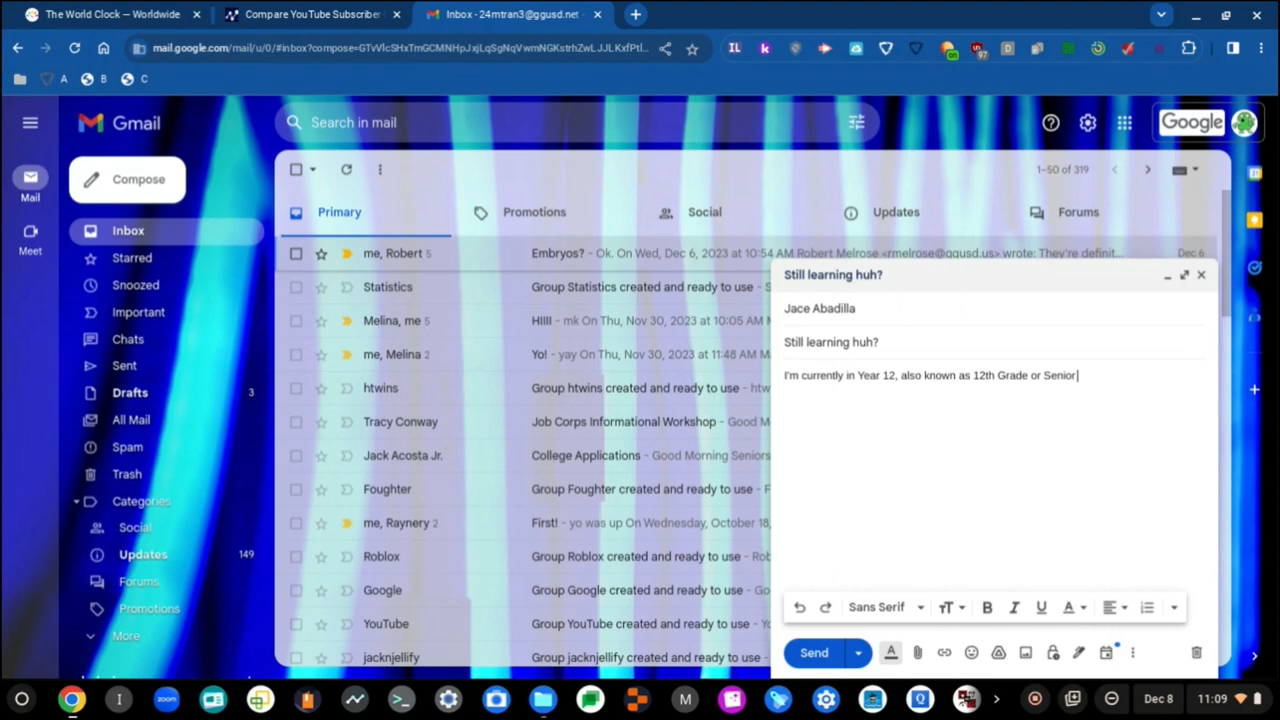 The World Clock — Worldwide
Compare YouTube Subscriber
Inbox - 24mtran3@ggusd.net -
mail.google.com/mail/u/0/#inbox?compose=GTvVlcSHxTmGCMNHpJxjLqSgNqVwmNGKstrhZwLJJLKxfPtl...
IL
k
on
97
D
A
B
C
Gmail
Search in mail
Google
Mail
Meet
Compose
1–50 of 319
Inbox
Starred
Snoozed
Important
Chats
Sent
Drafts 3
All Mail
Spam
Trash
Categories
Social
Updates 149
Forums
Promotions
More
Primary
Promotions
Social
Updates
Forums
me, Robert 5 Embryos? - Ok. On Wed, Dec 6, 2023 at 10:54 AM Robert Melrose <rmelrose@ggusd.us> wrote: They're definit... Dec 6
Statistics Group Statistics created and ready to use - S
Melina, me 5 HIIII - mk On Thu, Nov 30, 2023 at 10:05 AM M
me, Melina 2 Yo! - yay On Thu, Nov 30, 2023 at 11:48 AM M
htwins Group htwins created and ready to use - htw
Tracy Conway Job Corps Informational Workshop - Good M
Jack Acosta Jr. College Applications - Good Morning Seniors
Foughter Group Foughter created and ready to use - F
me, Raynery 2 First! - yo was up On Wednesday, October 18,
Roblox Group Roblox created and ready to use - Rob
Google Group Google created and ready to use - Go
YouTube Group YouTube created and ready to use - Yo
jacknjellify Group jacknjellify created and ready to use
Still learning huh?
Jace Abadilla
Still learning huh?
I'm currently in Year 12, also known as 12th Grade or Senior
Sans Serif
Send
I
zoom
M
Q
Dec 8
11:09